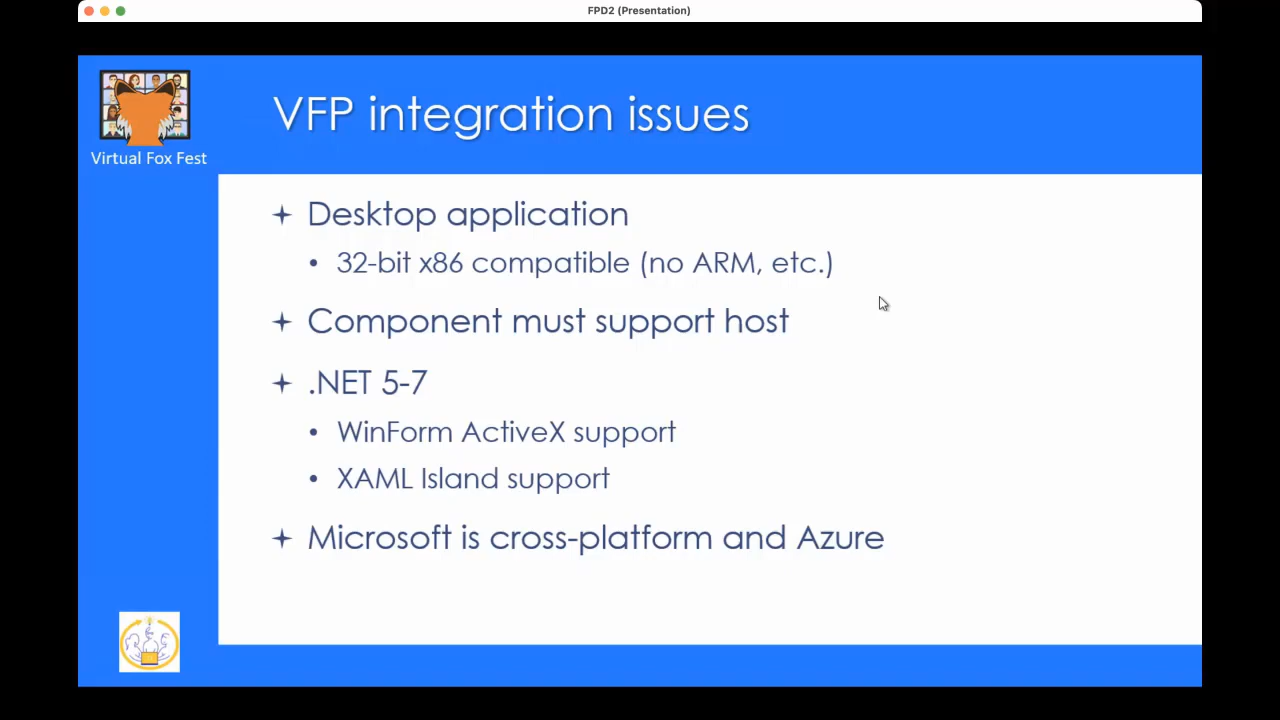 FPD2 (Presentation)
VFP integration issues
Virtual Fox Fest
Desktop application
• 32-bit x86 compatible (no ARM, etc.)
Component must support host
.NET 5-7
• WinForm ActiveX support
• XAML Island support
Microsoft is cross-platform and Azure